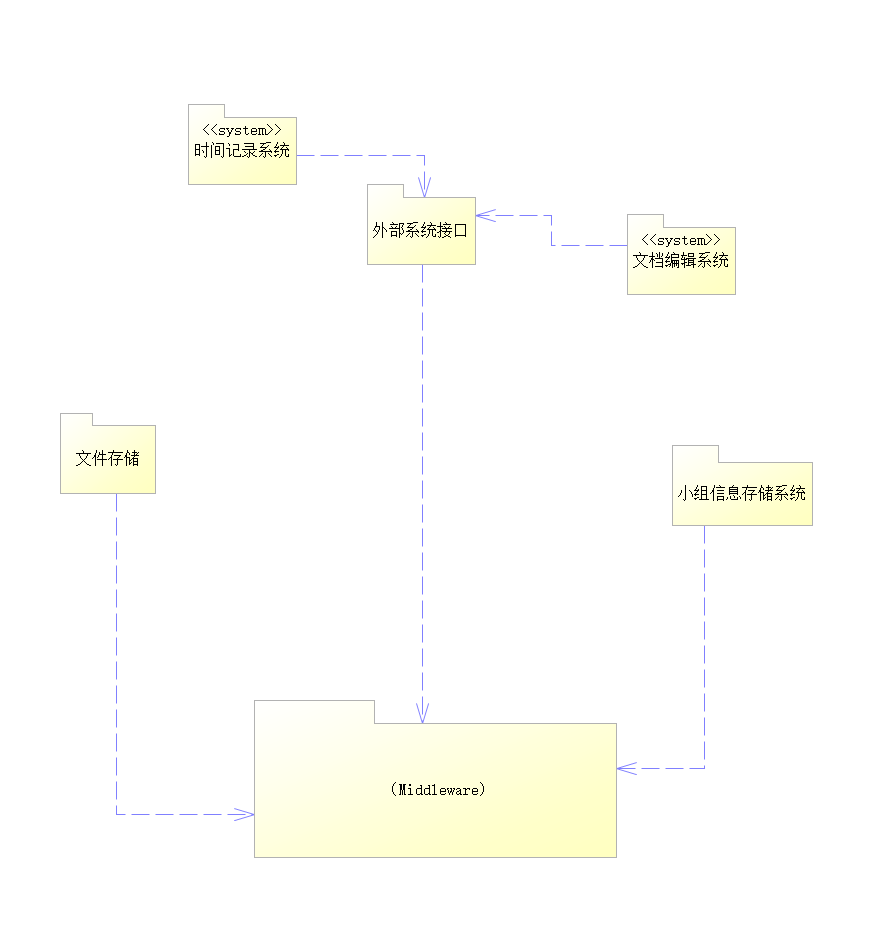 <<system>>
时间记录系统
外部系统接口
<<system>>
文档编辑系统
文件存储
小组信息存储系统
(Middleware)